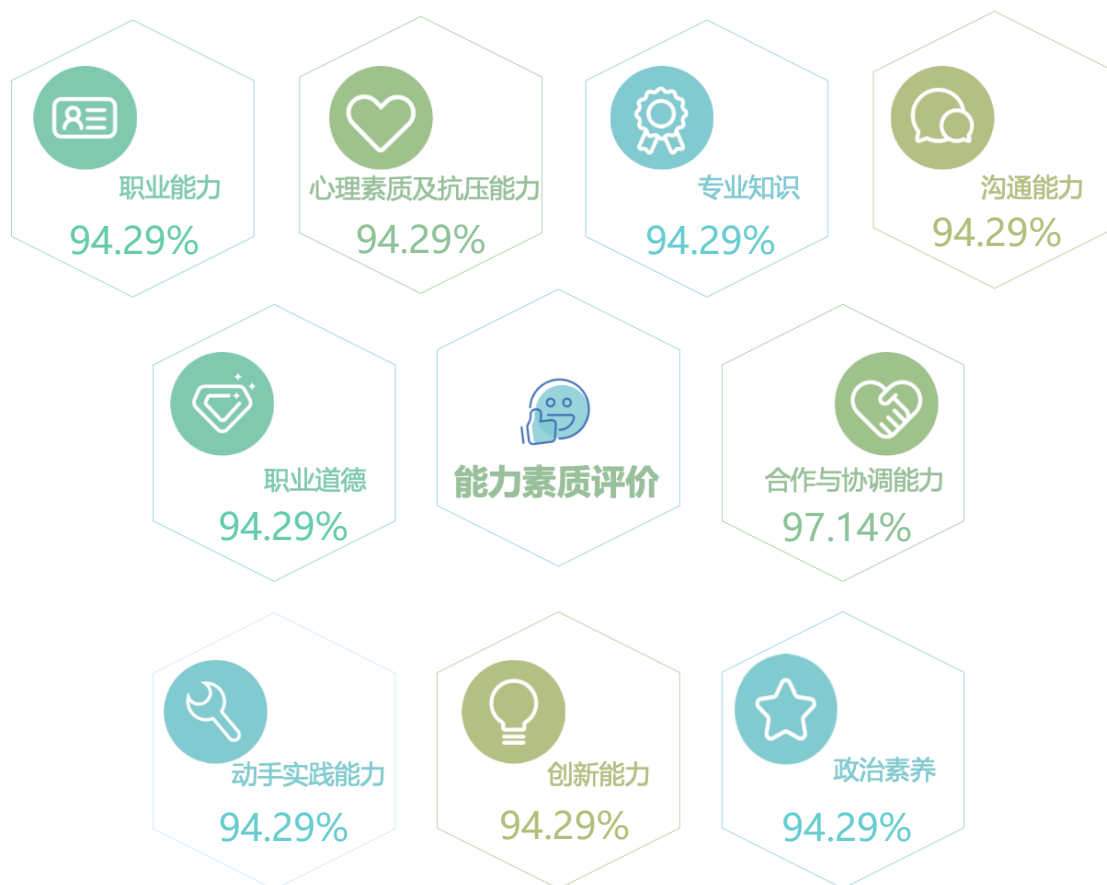 职业能力
94.29%
心理素质及抗压能力
94.29%
专业知识
94.29%
沟通能力
94.29%
职业道德
94.29%
能力素质评价
合作与协调能力
97.14%
动手实践能力
94.29%
创新能力
94.29%
政治素养
94.29%